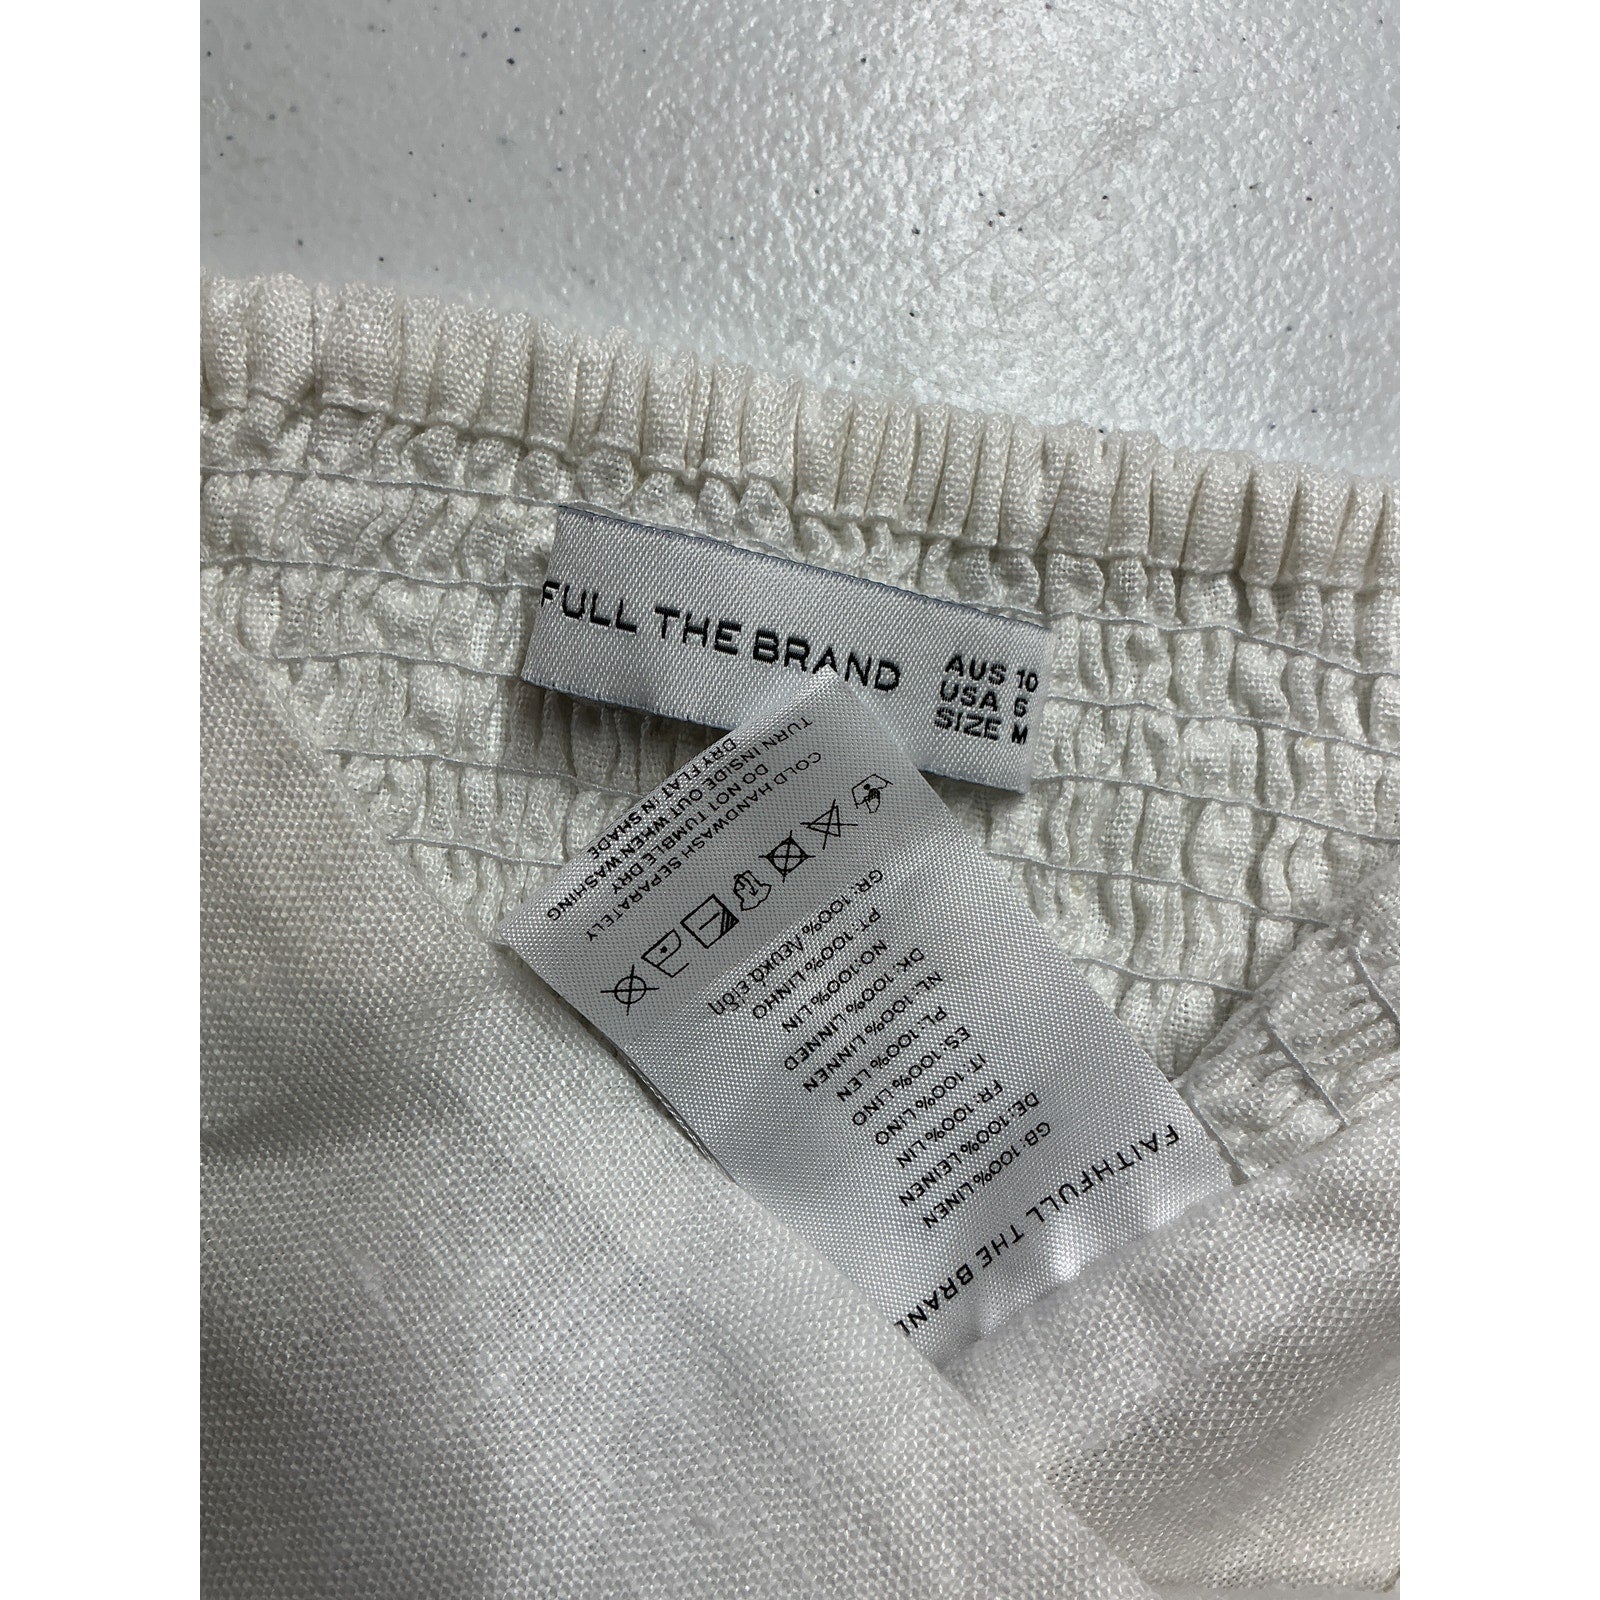 FULL THE BRAND
AUS 10
USA 6
SIZE M
FAITHFULL THE BRAN
GB: 100% LINEN
DE: 100% LEINEN
FR: 100% LIN
IT: 100% LINO
ES: 100% LINO
PL: 100% LEN
NL: 100% LINNEN
DK: 100% LINNED
NO: 100% LIN
PT: 100% LINHO
GR: 100% Λευκά είδη
COLD HANDWASH SEPARATELY
DO NOT TUMBLE DRY
TURN INSIDE OUT WHEN WASHING
DRY FLAT IN SHADE